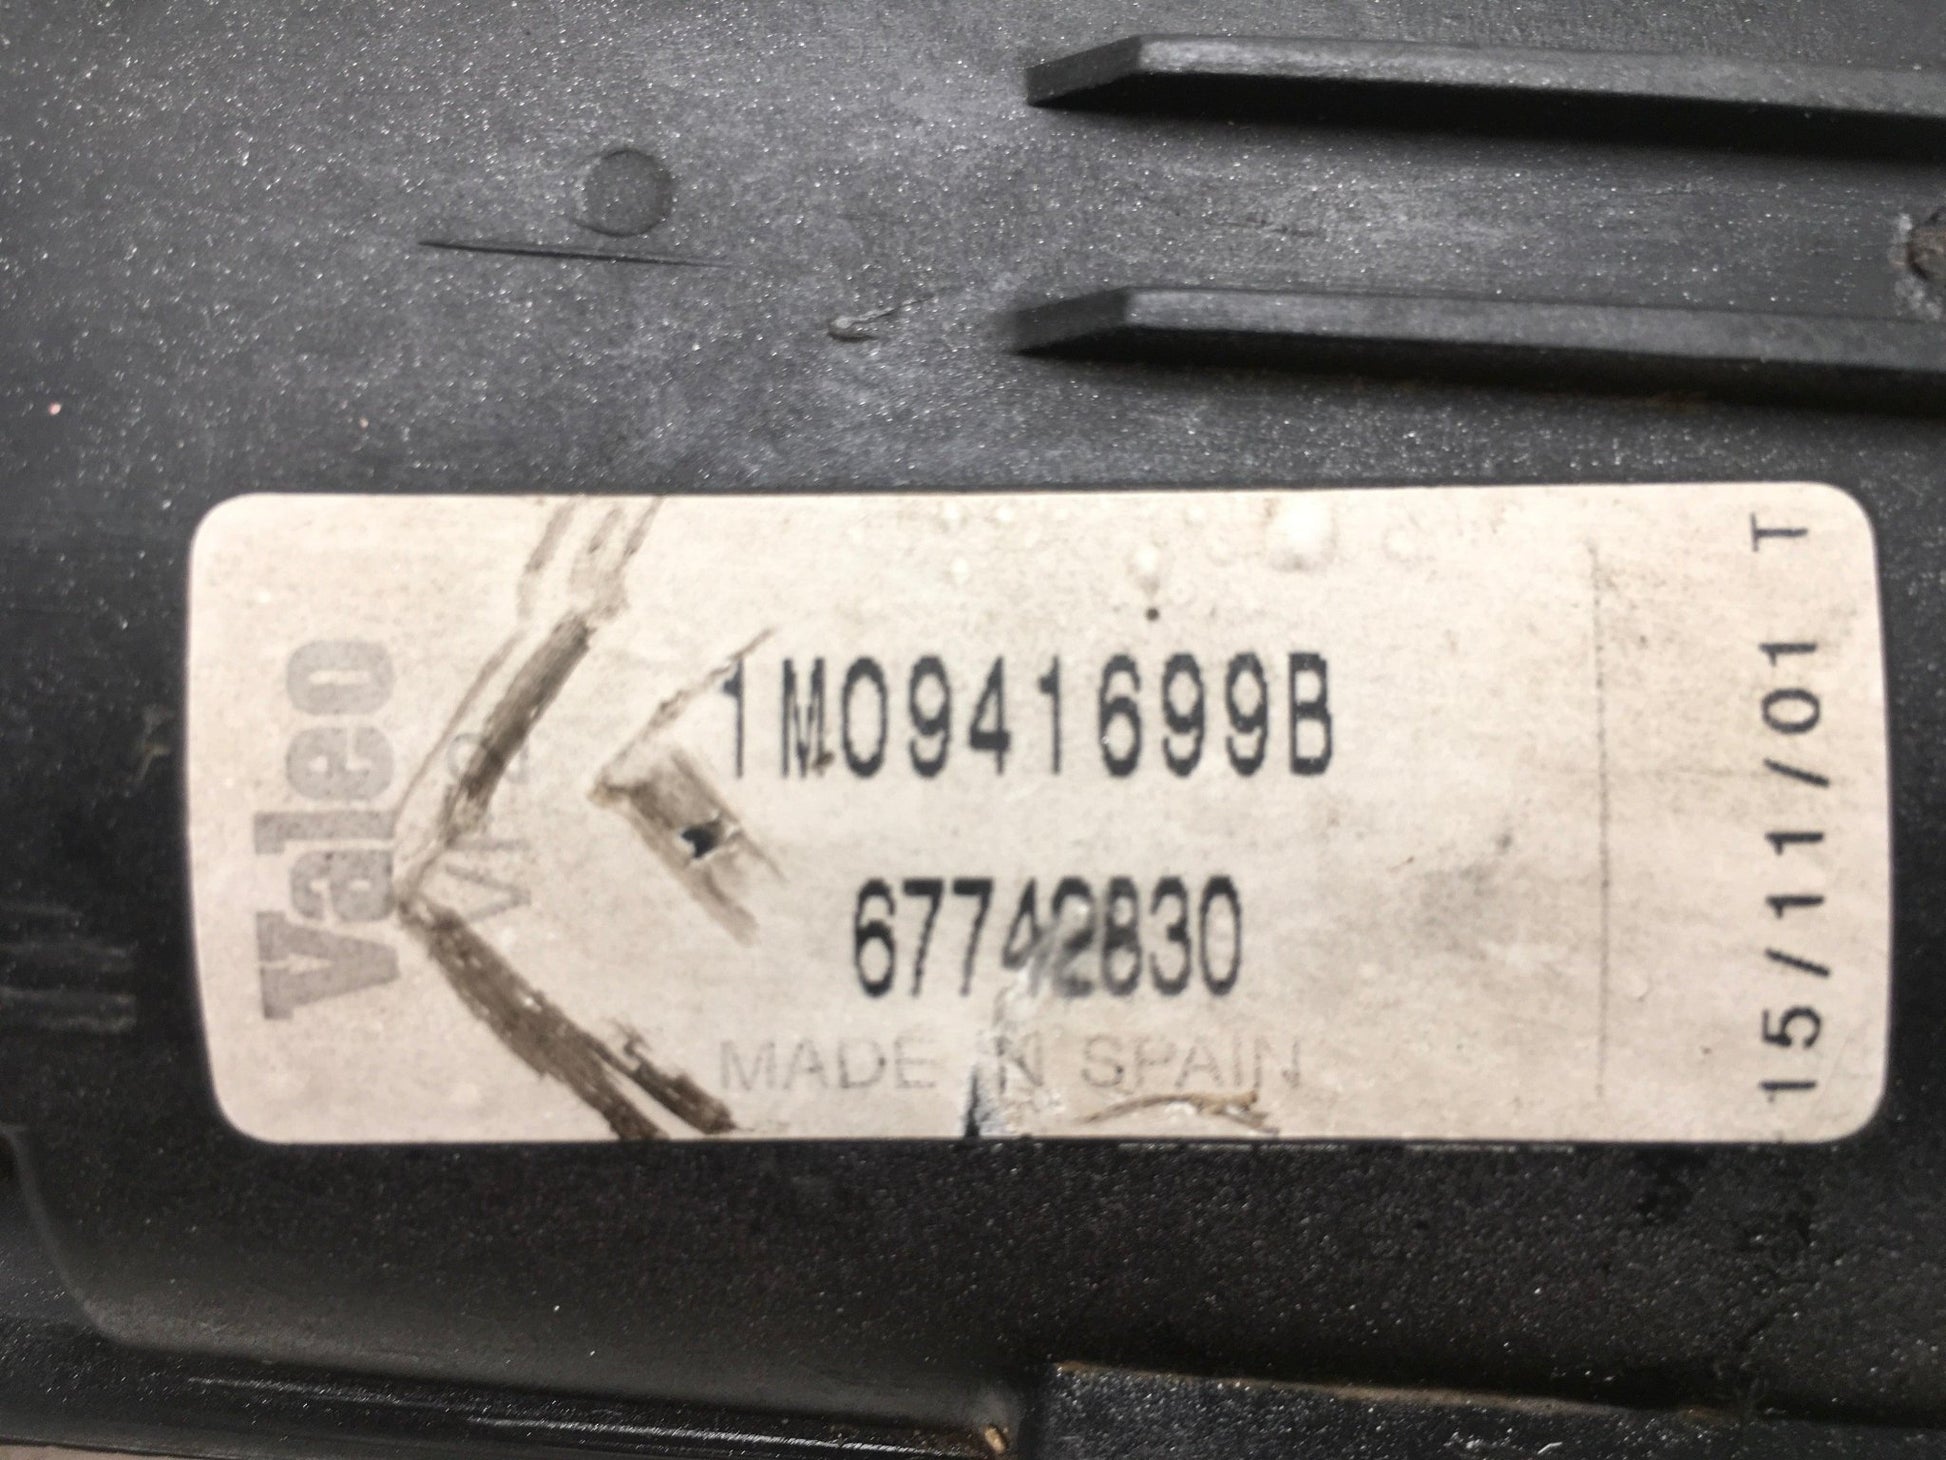 Valeo
1M0941699B
67742830
MADE IN SPAIN
15/11/01 T